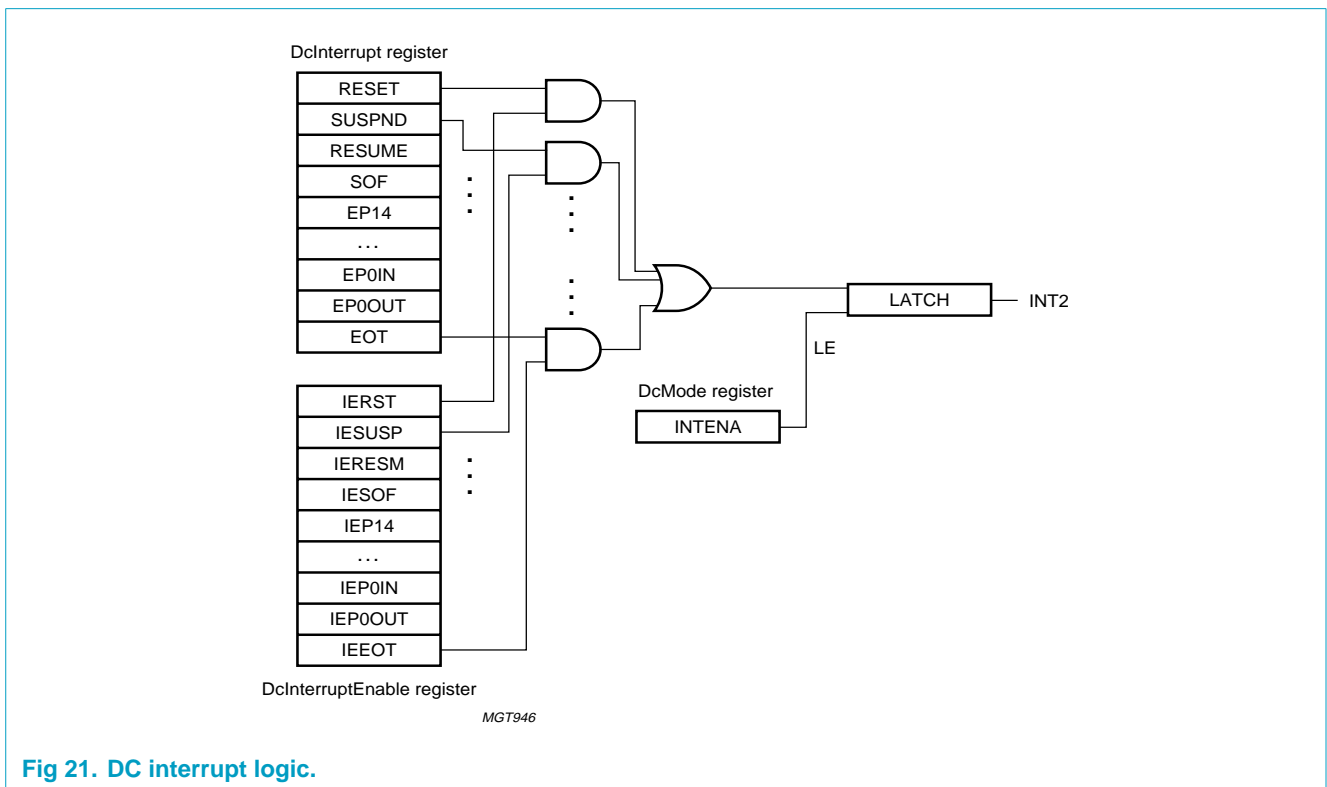 DcInterrupt register
RESET
SUSPND
RESUME
SOF
EP14
...
EP0IN
EP0OUT
EOT
LATCH
INT2
LE
DcMode register
INTENA
IERST
IESUSP
IERESM
IESOF
IEP14
...
IEP0IN
IEP0OUT
IEEOT
DcInterruptEnable register
MGT946
Fig 21. DC interrupt logic.